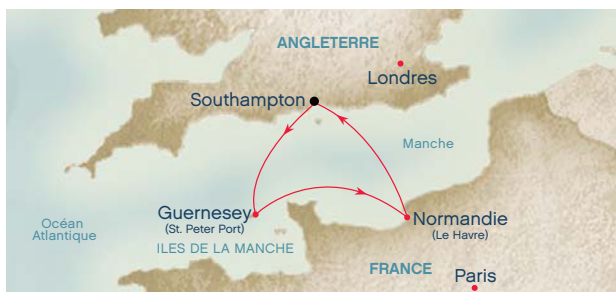 ANGLETERRE
Londres
Southampton
Manche
Guernesey
(St. Peter Port)
Normandie
(Le Havre)
Océan
Atlantique
ILES DE LA MANCHE
FRANCE
Paris